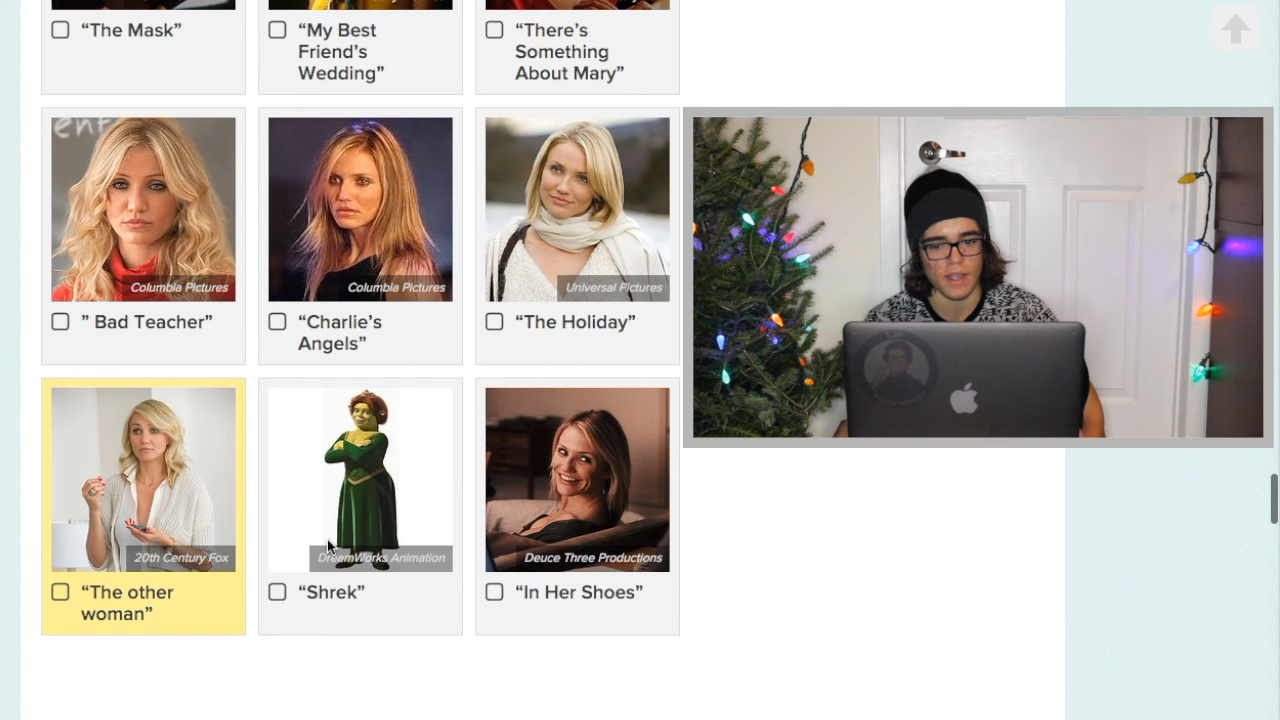 “The Mask”
“My Best
Friend’s
Wedding”
“There’s
Something
About Mary”
ent
Columbia Pictures
Columbia Pictures
Universal Pictures
” Bad Teacher”
“Charlie’s
Angels”
“The Holiday”
20th Century Fox
DreamWorks Animation
Deuce Three Productions
“The other
woman”
“Shrek”
“In Her Shoes”